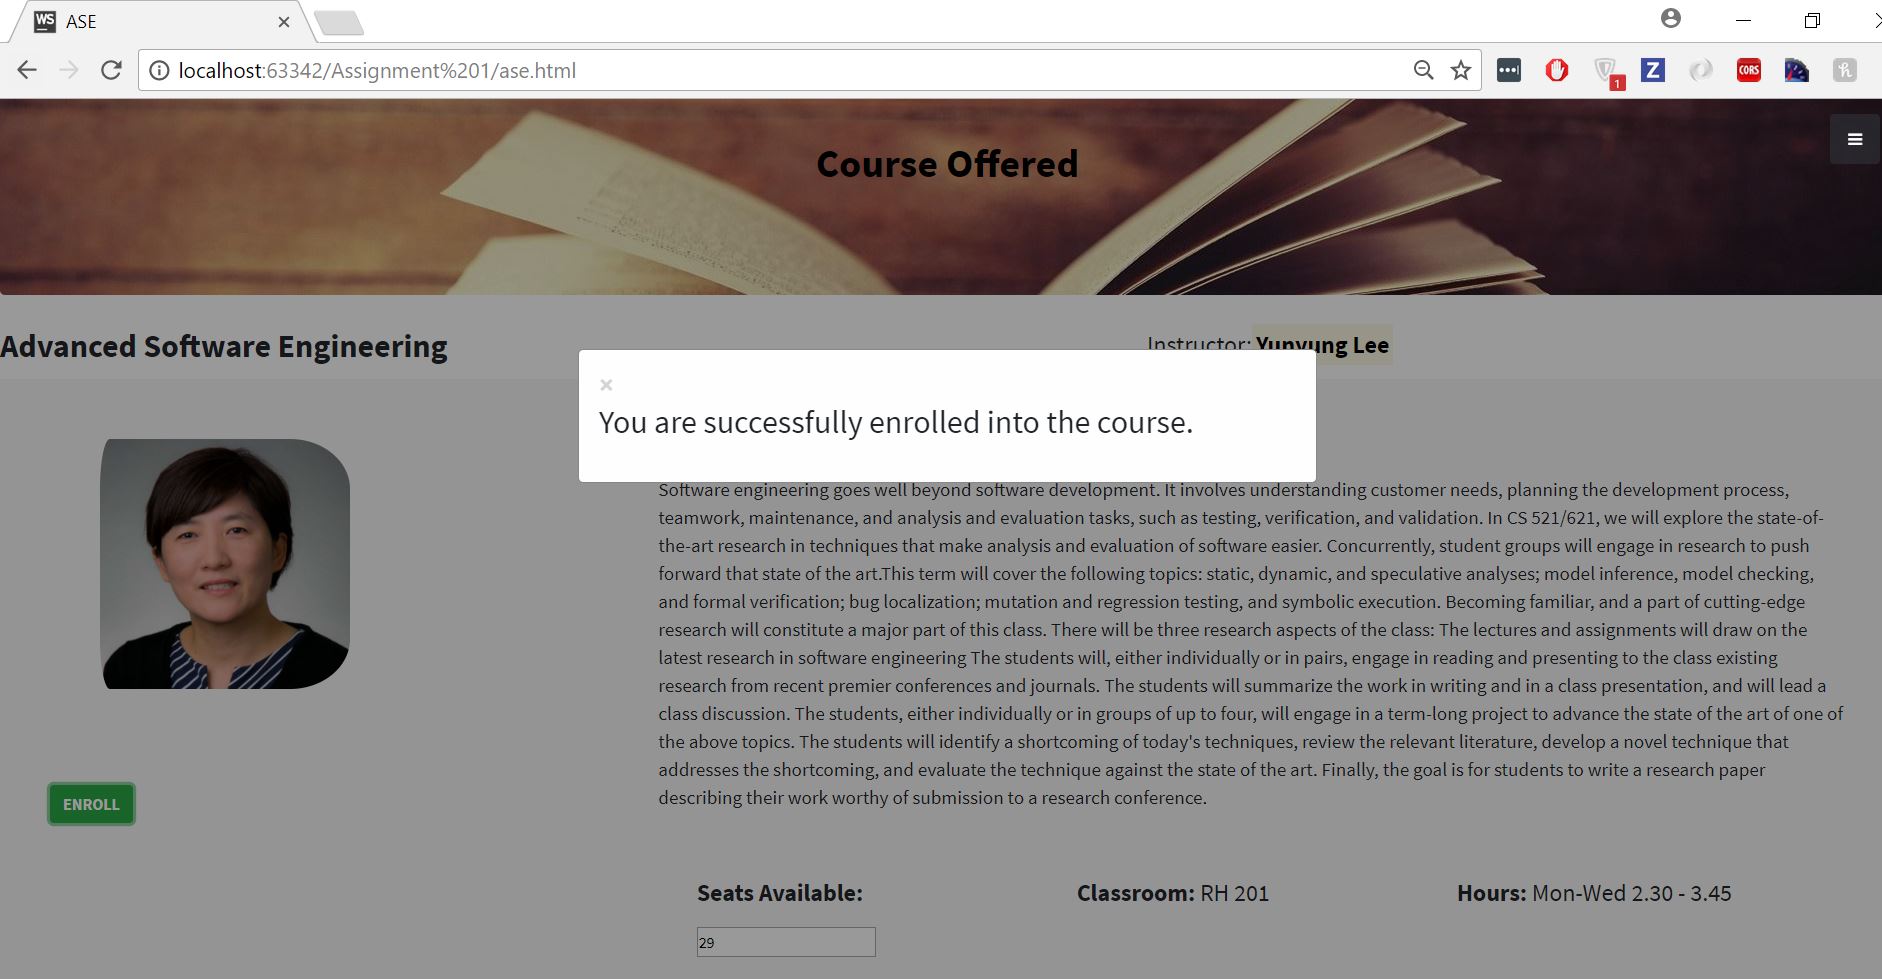 WS ASE
localhost:63342/Assignment%201/ase.html
Z
1
CORS
Course Offered
Advanced Software Engineering
Instructor: Yunyung Lee
×
You are successfully enrolled into the course.
Software engineering goes well beyond software development. It involves understanding customer needs, planning the development process,
teamwork, maintenance, and analysis and evaluation tasks, such as testing, verification, and validation. In CS 521/621, we will explore the state-of-
the-art research in techniques that make analysis and evaluation of software easier. Concurrently, student groups will engage in research to push
forward that state of the art.This term will cover the following topics: static, dynamic, and speculative analyses; model inference, model checking,
and formal verification; bug localization; mutation and regression testing, and symbolic execution. Becoming familiar, and a part of cutting-edge
research will constitute a major part of this class. There will be three research aspects of the class: The lectures and assignments will draw on the
latest research in software engineering The students will, either individually or in pairs, engage in reading and presenting to the class existing
research from recent premier conferences and journals. The students will summarize the work in writing and in a class presentation, and will lead a
class discussion. The students, either individually or in groups of up to four, will engage in a term-long project to advance the state of the art of one of
the above topics. The students will identify a shortcoming of today's techniques, review the relevant literature, develop a novel technique that
addresses the shortcoming, and evaluate the technique against the state of the art. Finally, the goal is for students to write a research paper
describing their work worthy of submission to a research conference.
ENROLL
Seats Available:
Classroom: RH 201
Hours: Mon-Wed 2.30 - 3.45
29